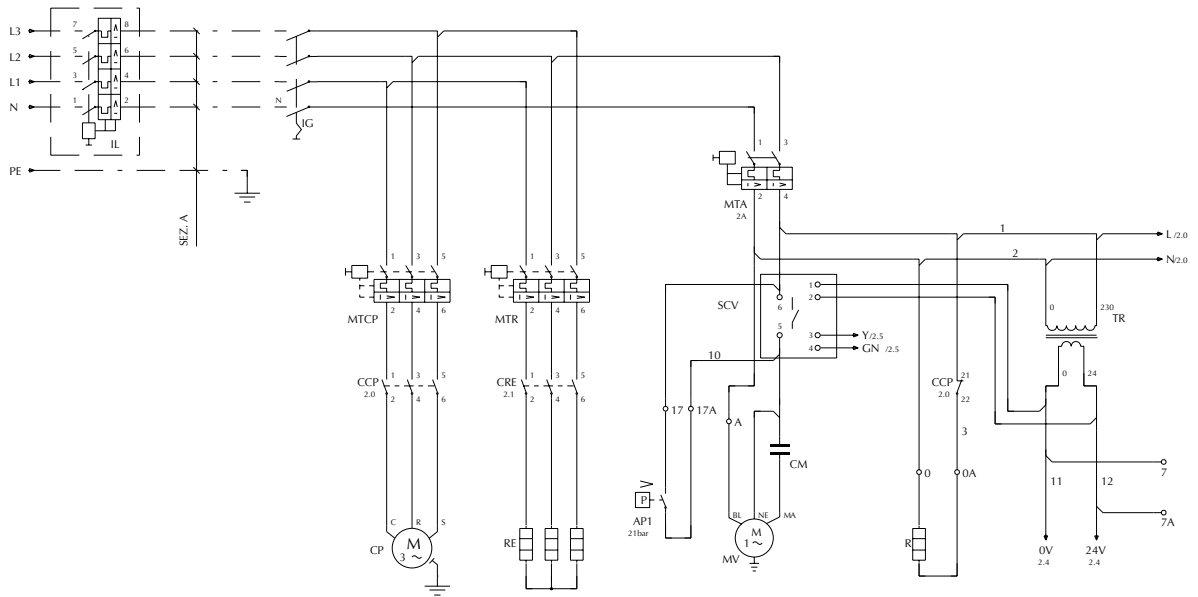 L3 7 8
L2 5 6
L1 3 4
N 1 2 N
IL
IG
PE
SEZ. A
1 3
MTA 2 4
2A
1 L /2.0
2 N/2.0
1 3 5 1 3 5
MTCP 2 4 6
MTR 2 4 6
SCV 6 1
2
5 3 Y/2.5
4 GN /2.5
0 230 TR
0 24
10
CCP 1 3 5
2.0 2 4 6
CRE 1 3 5
2.1 2 4 6
CCP 21
2.0 22
17 17A
A
3
CM
0 0A
11 12
7
7A
P
AP1
21bar
C R S
CP M
3 ~
RE
BL NE MA
M
1 ~
MV
R
0V 24V
2.4 2.4